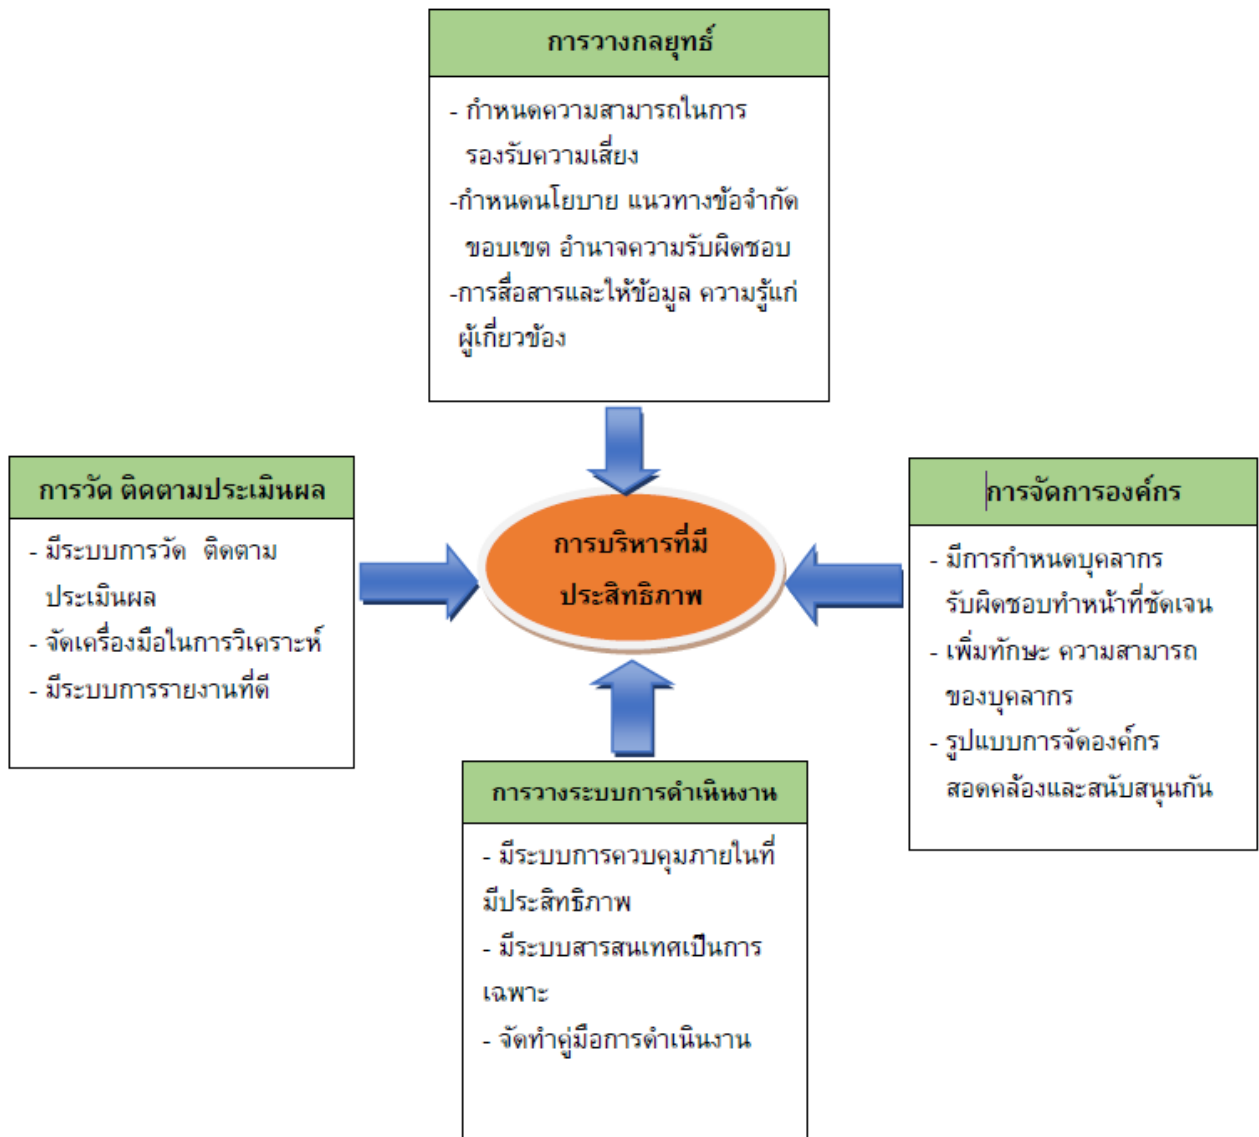 การวางกลยุทธ์
- กำหนดความสามารถในการ
รองรับความเสี่ยง
-กำหนดนโยบาย แนวทางข้อจำกัด
ขอบเขต อำนาจความรับผิดชอบ
-การสื่อสารและให้ข้อมูล ความรู้แก่
ผู้เกี่ยวข้อง
การวัด ติดตามประเมินผล
- มีระบบการวัด ติดตาม
ประเมินผล
- จัดเครื่องมือในการวิเคราะห์
- มีระบบการรายงานที่ดี
การบริหารที่มี
ประสิทธิภาพ
การจัดการองค์กร
- มีการกำหนดบุคลากร
รับผิดชอบทำหน้าที่ชัดเจน
- เพิ่มทักษะ ความสามารถ
ของบุคลากร
- รูปแบบการจัดองค์กร
สอดคล้องและสนับสนุนกัน
การวางระบบการดำเนินงาน
- มีระบบการควบคุมภายในที่
มีประสิทธิภาพ
- มีระบบสารสนเทศเป็นการ
เฉพาะ
- จัดทำคู่มือการดำเนินงาน